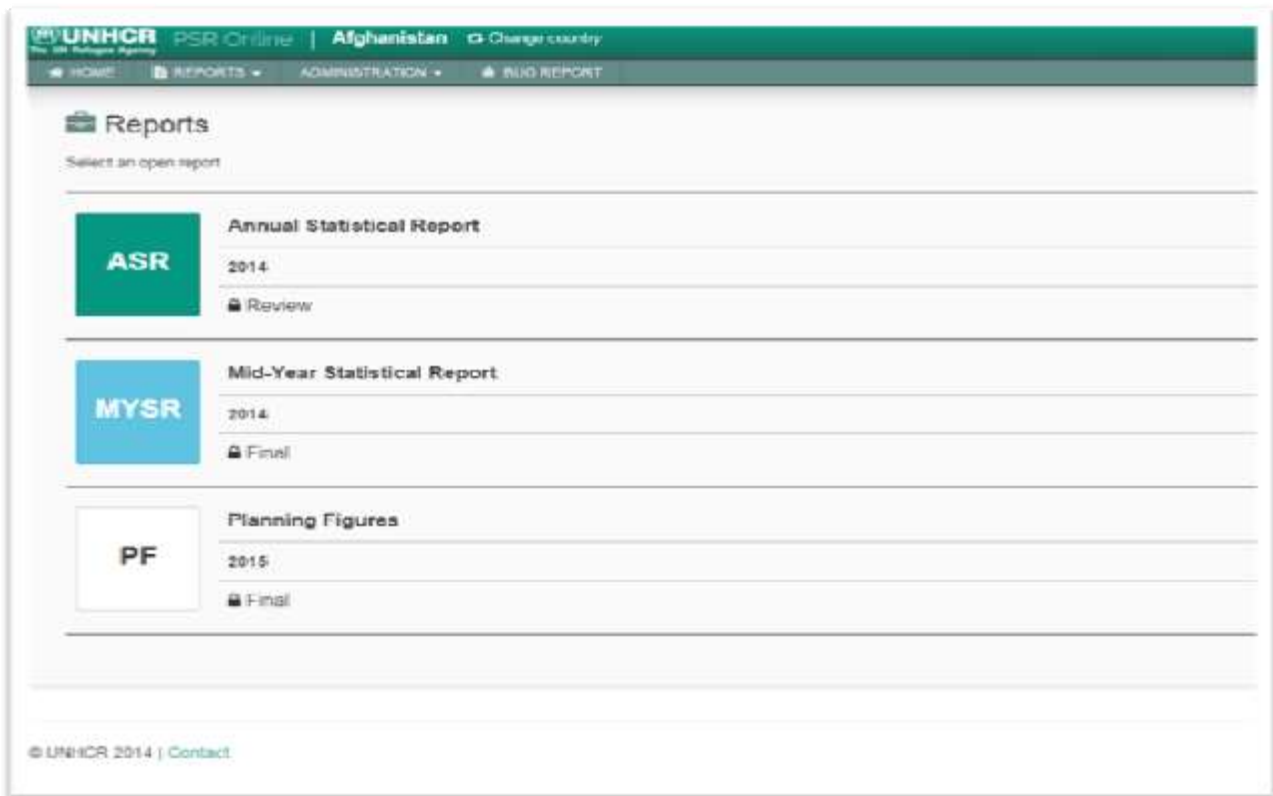 UNHCR PSR Online | Afghanistan Change country
The UN Refugee Agency
HOME REPORTS ADMINISTRATION BUG REPORT
Reports
Select an open report
ASR
Annual Statistical Report
2014
Review
MYSR
Mid-Year Statistical Report
2014
Final
PF
Planning Figures
2015
Final
© UNHCR 2014 | Contact